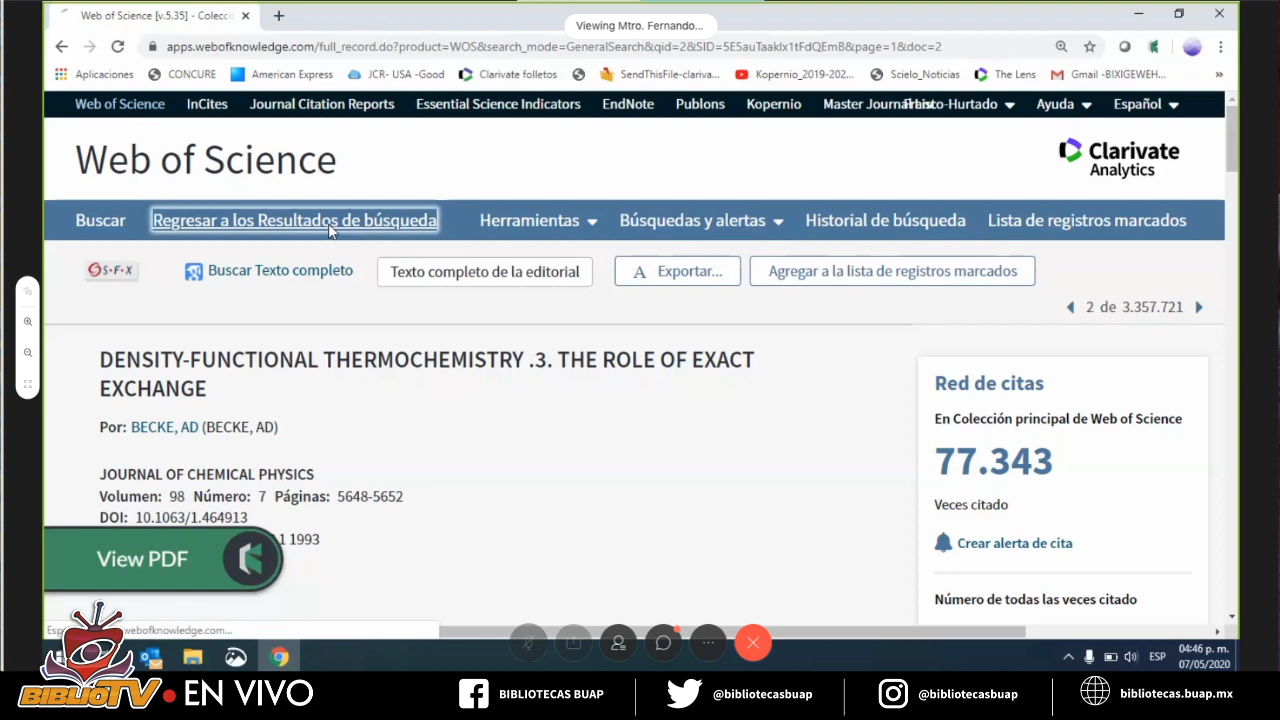 Web of Science [v.5.35] - Colecc
Viewing Mtro. Fernando...
apps.webofknowledge.com/full_record.do?product=WOS&search_mode=GeneralSearch&qid=2&SID=5E5auTaaklx1tFdQEmB&page=1&doc=2
Aplicaciones CONCURE American Express JCR- USA -Good Clarivate folletos SendThisFile-clariva... Kopernio_2019-202... Scielo_Noticias The Lens Gmail -BIXIGEWEH... »
Web of Science InCites Journal Citation Reports Essential Science Indicators EndNote Publons Kopernio Master Journal -Hurtado Ayuda Español
Web of Science
Clarivate
Analytics
Buscar Regresar a los Resultados de búsqueda Herramientas Búsquedas y alertas Historial de búsqueda Lista de registros marcados
S·F·X Buscar Texto completo Texto completo de la editorial Exportar... Agregar a la lista de registros marcados
2 de 3.357.721
DENSITY-FUNCTIONAL THERMOCHEMISTRY .3. THE ROLE OF EXACT
EXCHANGE
Por: BECKE, AD (BECKE, AD)
JOURNAL OF CHEMICAL PHYSICS
Volumen: 98 Número: 7 Páginas: 5648-5652
DOI: 10.1063/1.464913
1 1993
View PDF
Red de citas
En Colección principal de Web of Science
77.343
Veces citado
Crear alerta de cita
Número de todas las veces citado
webofknowledge.com...
ESP
04:46 p. m.
07/05/2020
BIBLIOTV
EN VIVO
BIBLIOTECAS BUAP
@bibliotecasbuap
@bibliotecasbuap
bibliotecas.buap.mx